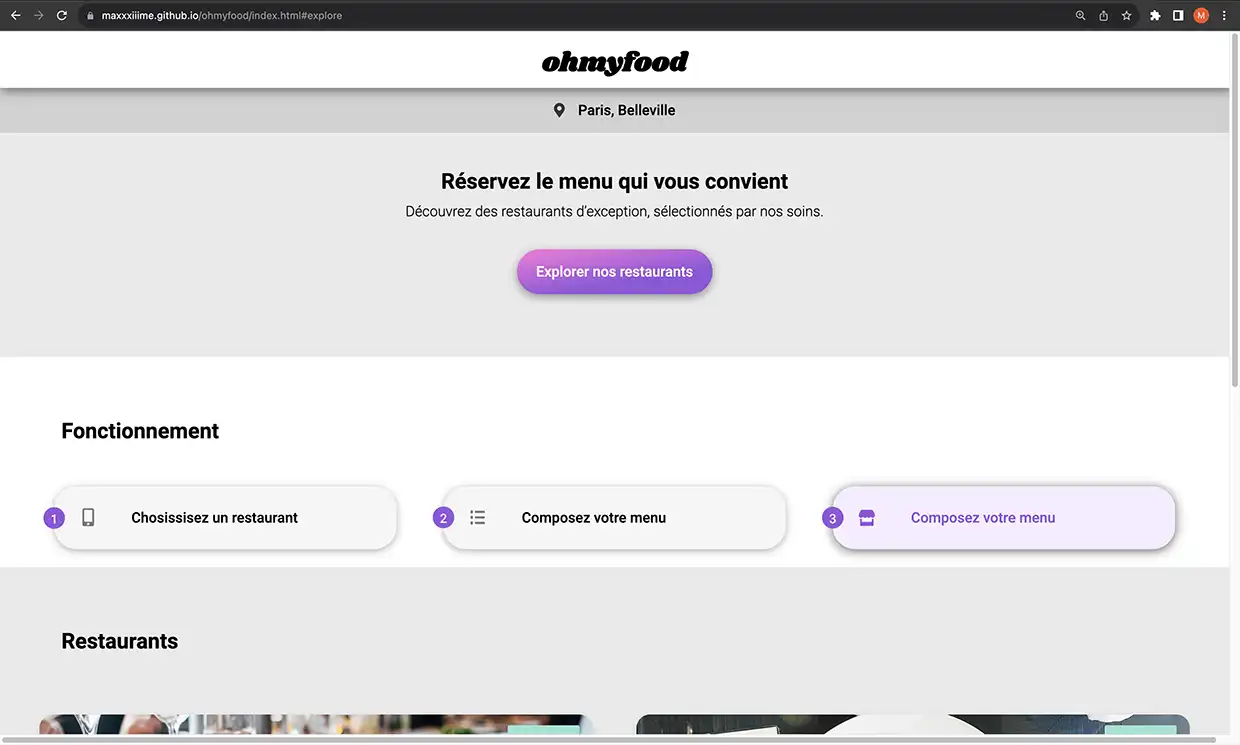 maxxxiiime.github.io/ohmyfood/index.html#explore
M
ohmyfood
Paris, Belleville
Réservez le menu qui vous convient
Découvrez des restaurants d'exception, sélectionnés par nos soins.
Explorer nos restaurants
Fonctionnement
1 Chosissisez un restaurant
2 Composez votre menu
3 Composez votre menu
Restaurants